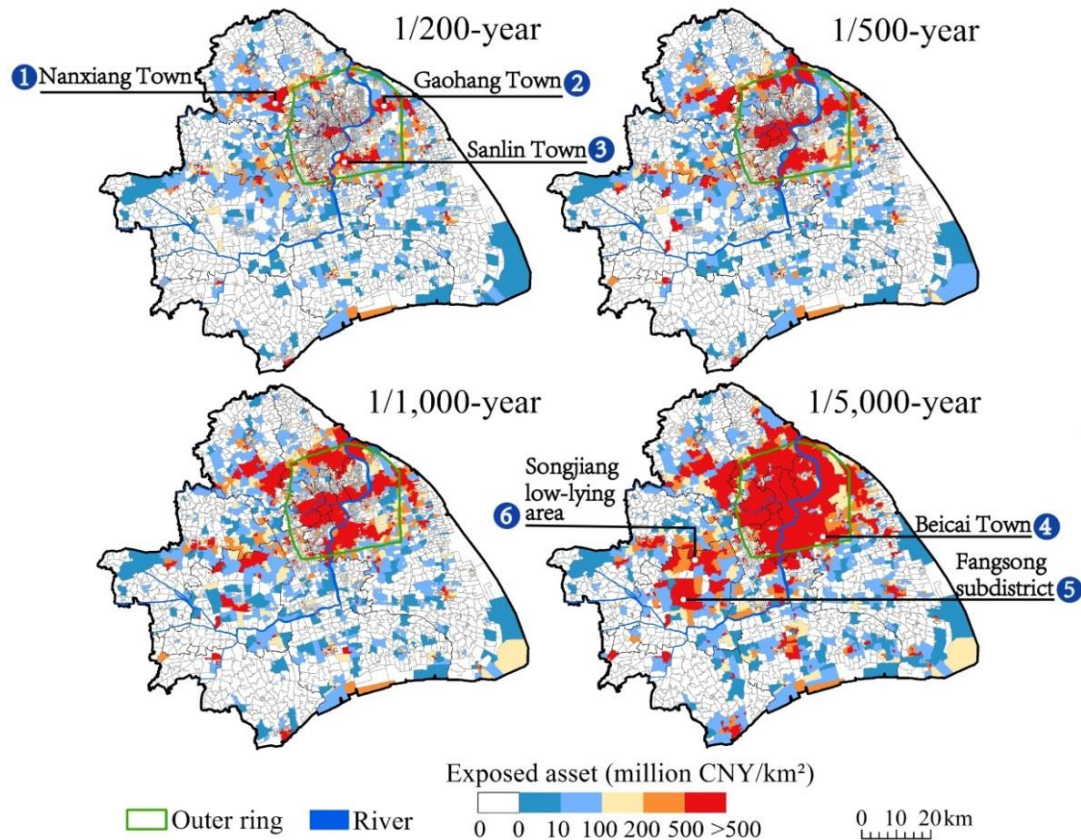 1/200-year
1/500-year
1 Nanxiang Town
Gaohang Town 2
Sanlin Town 3
1/1,000-year
1/5,000-year
6 Songjiang
low-lying
area
Beicai Town 4
Fangsong
subdistrict 5
Exposed asset (million CNY/km²)
Outer ring
River
0 0 10 100 200 500 >500
0 10 20 km